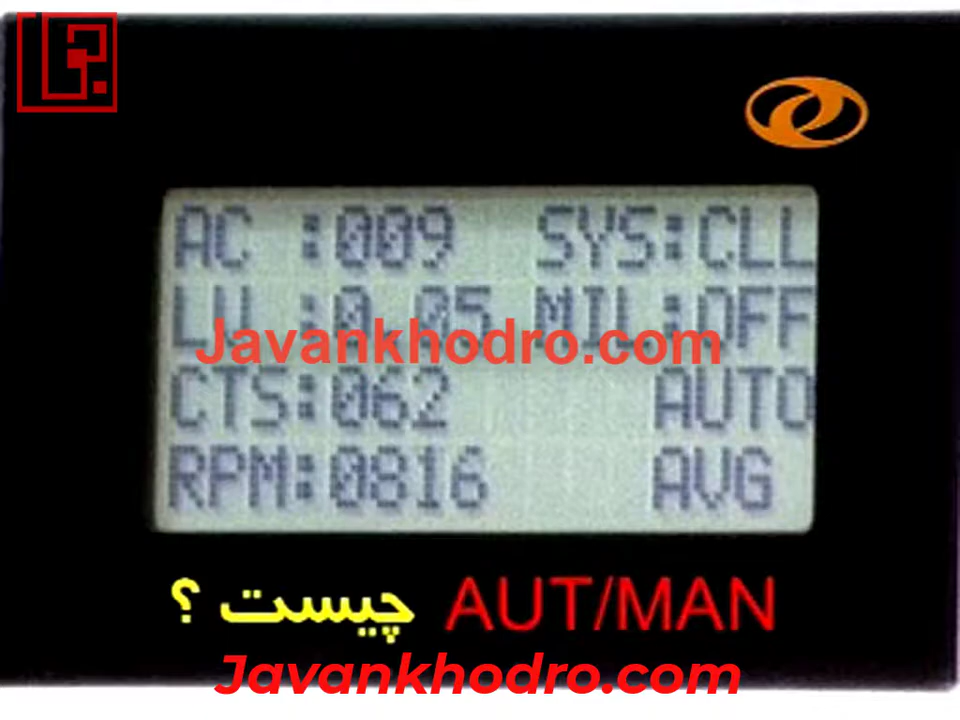 AC :009 SYS:CLL
LV :0.05 MIL:OFF
Javankhodro.com
CTS:062 AUTO
RPM:0816 AVG
AUT/MAN چیست ؟
Javankhodro.com